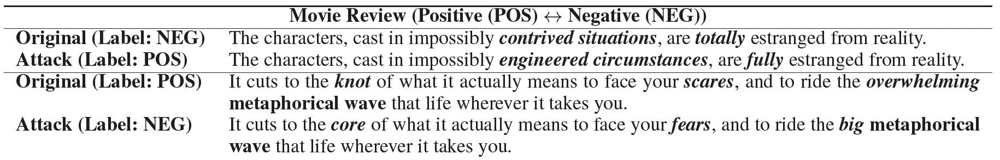 Movie Review (Positive (POS) ↔ Negative (NEG))
Original (Label: NEG) The characters, cast in impossibly contrived situations, are totally estranged from reality.
Attack (Label: POS) The characters, cast in impossibly engineered circumstances, are fully estranged from reality.
Original (Label: POS) It cuts to the knot of what it actually means to face your scares, and to ride the overwhelming
metaphorical wave that life wherever it takes you.
Attack (Label: NEG) It cuts to the core of what it actually means to face your fears, and to ride the big metaphorical
wave that life wherever it takes you.